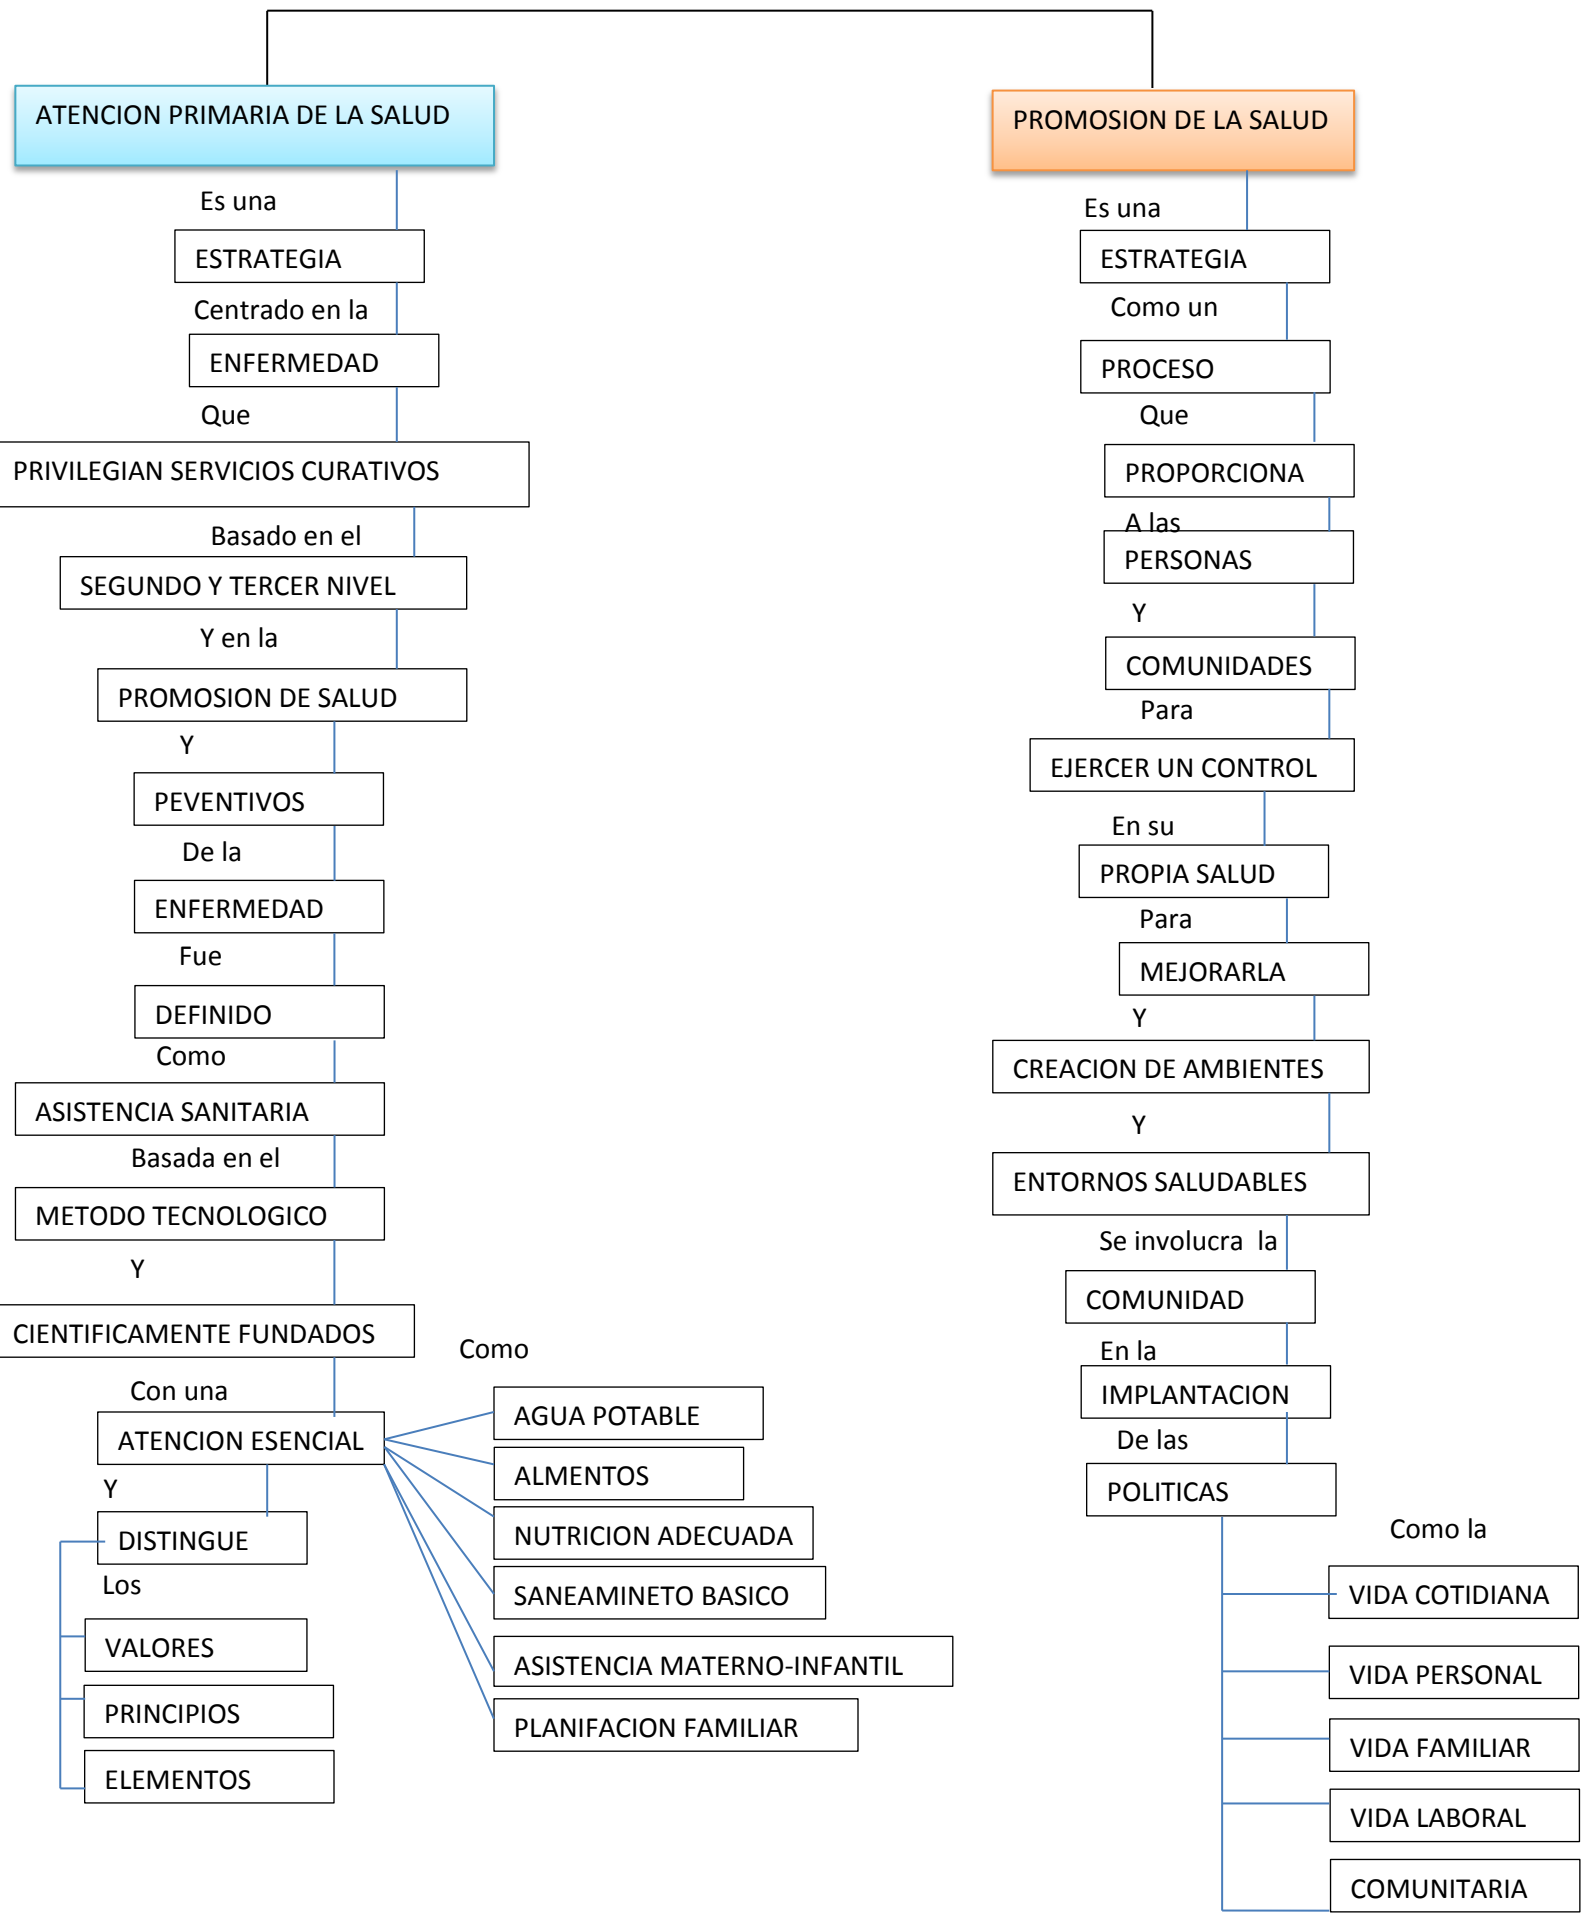 ATENCION PRIMARIA DE LA SALUD
Es una
ESTRATEGIA
Centrado en la
ENFERMEDAD
Que
PRIVILEGIAN SERVICIOS CURATIVOS
Basado en el
SEGUNDO Y TERCER NIVEL
Y en la
PROMOSION DE SALUD
Y
PEVENTIVOS
De la
ENFERMEDAD
Fue
DEFINIDO
Como
ASISTENCIA SANITARIA
Basada en el
METODO TECNOLOGICO
Y
CIENTIFICAMENTE FUNDADOS
Con una
ATENCION ESENCIAL
Y
DISTINGUE
Los
VALORES
PRINCIPIOS
ELEMENTOS
Como
AGUA POTABLE
ALMENTOS
NUTRICION ADECUADA
SANEAMINETO BASICO
ASISTENCIA MATERNO-INFANTIL
PLANIFACION FAMILIAR
PROMOSION DE LA SALUD
Es una
ESTRATEGIA
Como un
PROCESO
Que
PROPORCIONA
A las
PERSONAS
Y
COMUNIDADES
Para
EJERCER UN CONTROL
En su
PROPIA SALUD
Para
MEJORARLA
Y
CREACION DE AMBIENTES
Y
ENTORNOS SALUDABLES
Se involucra  la
COMUNIDAD
En la
IMPLANTACION
De las
POLITICAS
Como la
VIDA COTIDIANA
VIDA PERSONAL
VIDA FAMILIAR
VIDA LABORAL
COMUNITARIA